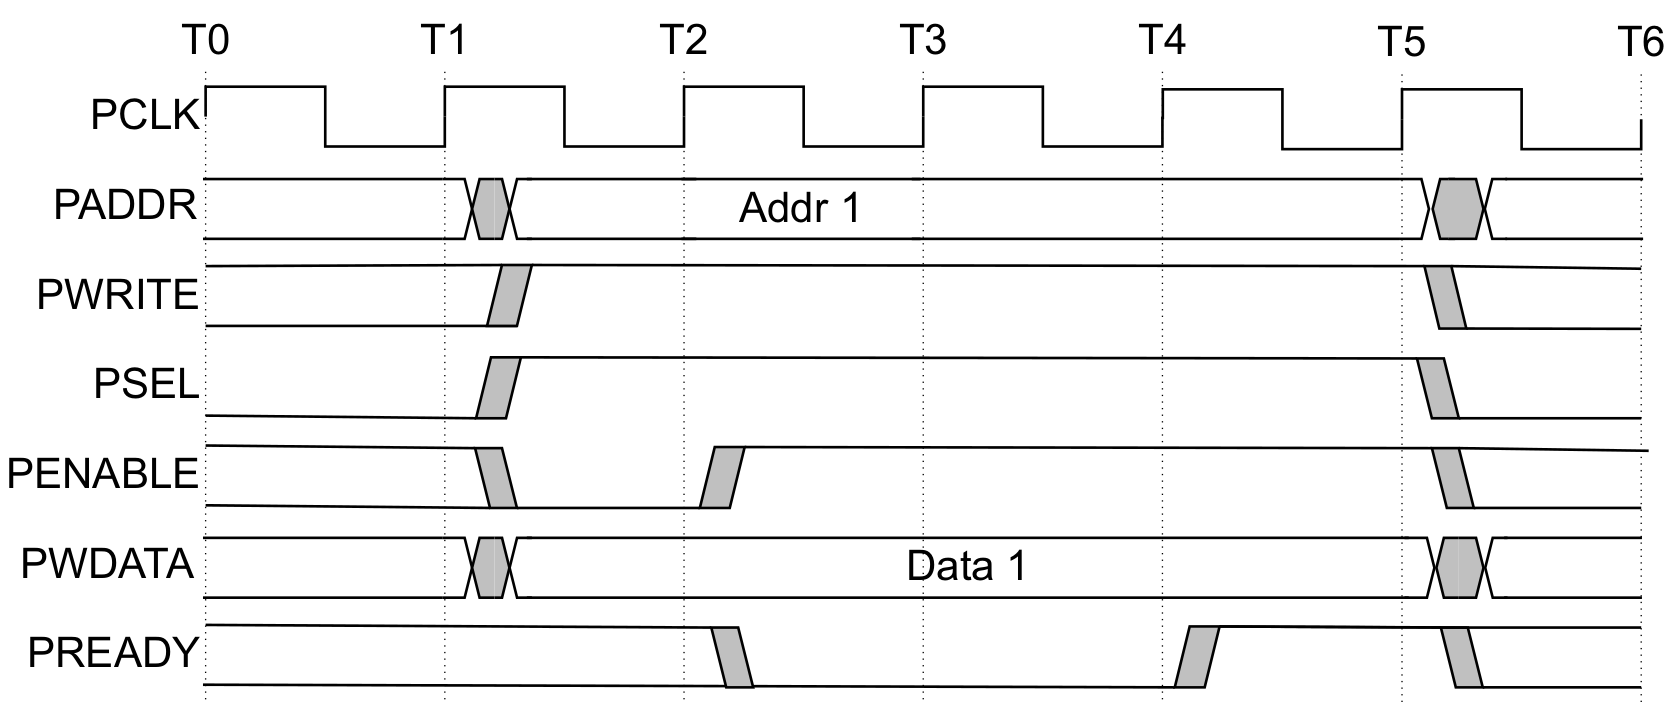 T0 T1 T2 T3 T4 T5 T6
PCLK
PADDR Addr 1
PWRITE
PSEL
PENABLE
PWDATA Data 1
PREADY